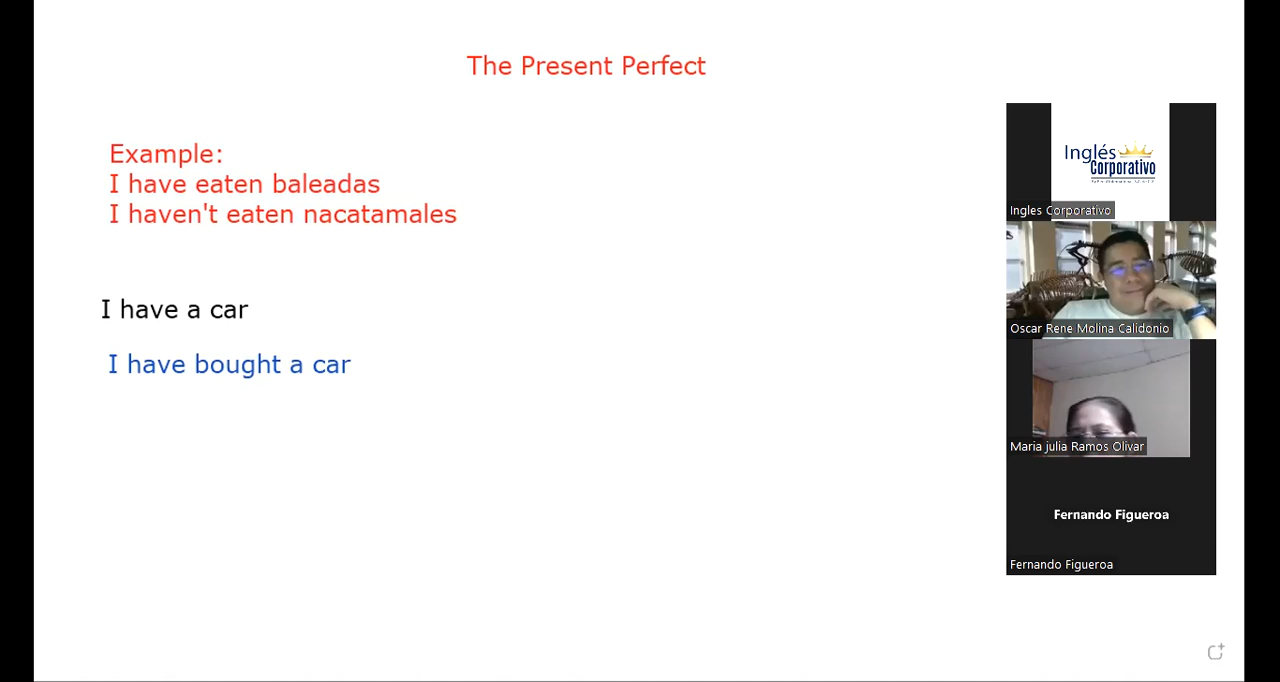 The Present Perfect
Example:
I have eaten baleadas
I haven't eaten nacatamales
I have a car
I have bought a car
Inglés
Corporativo
Ingles Corporativo
Oscar Rene Molina Calidonio
Maria julia Ramos Olivar
Fernando Figueroa
Fernando Figueroa